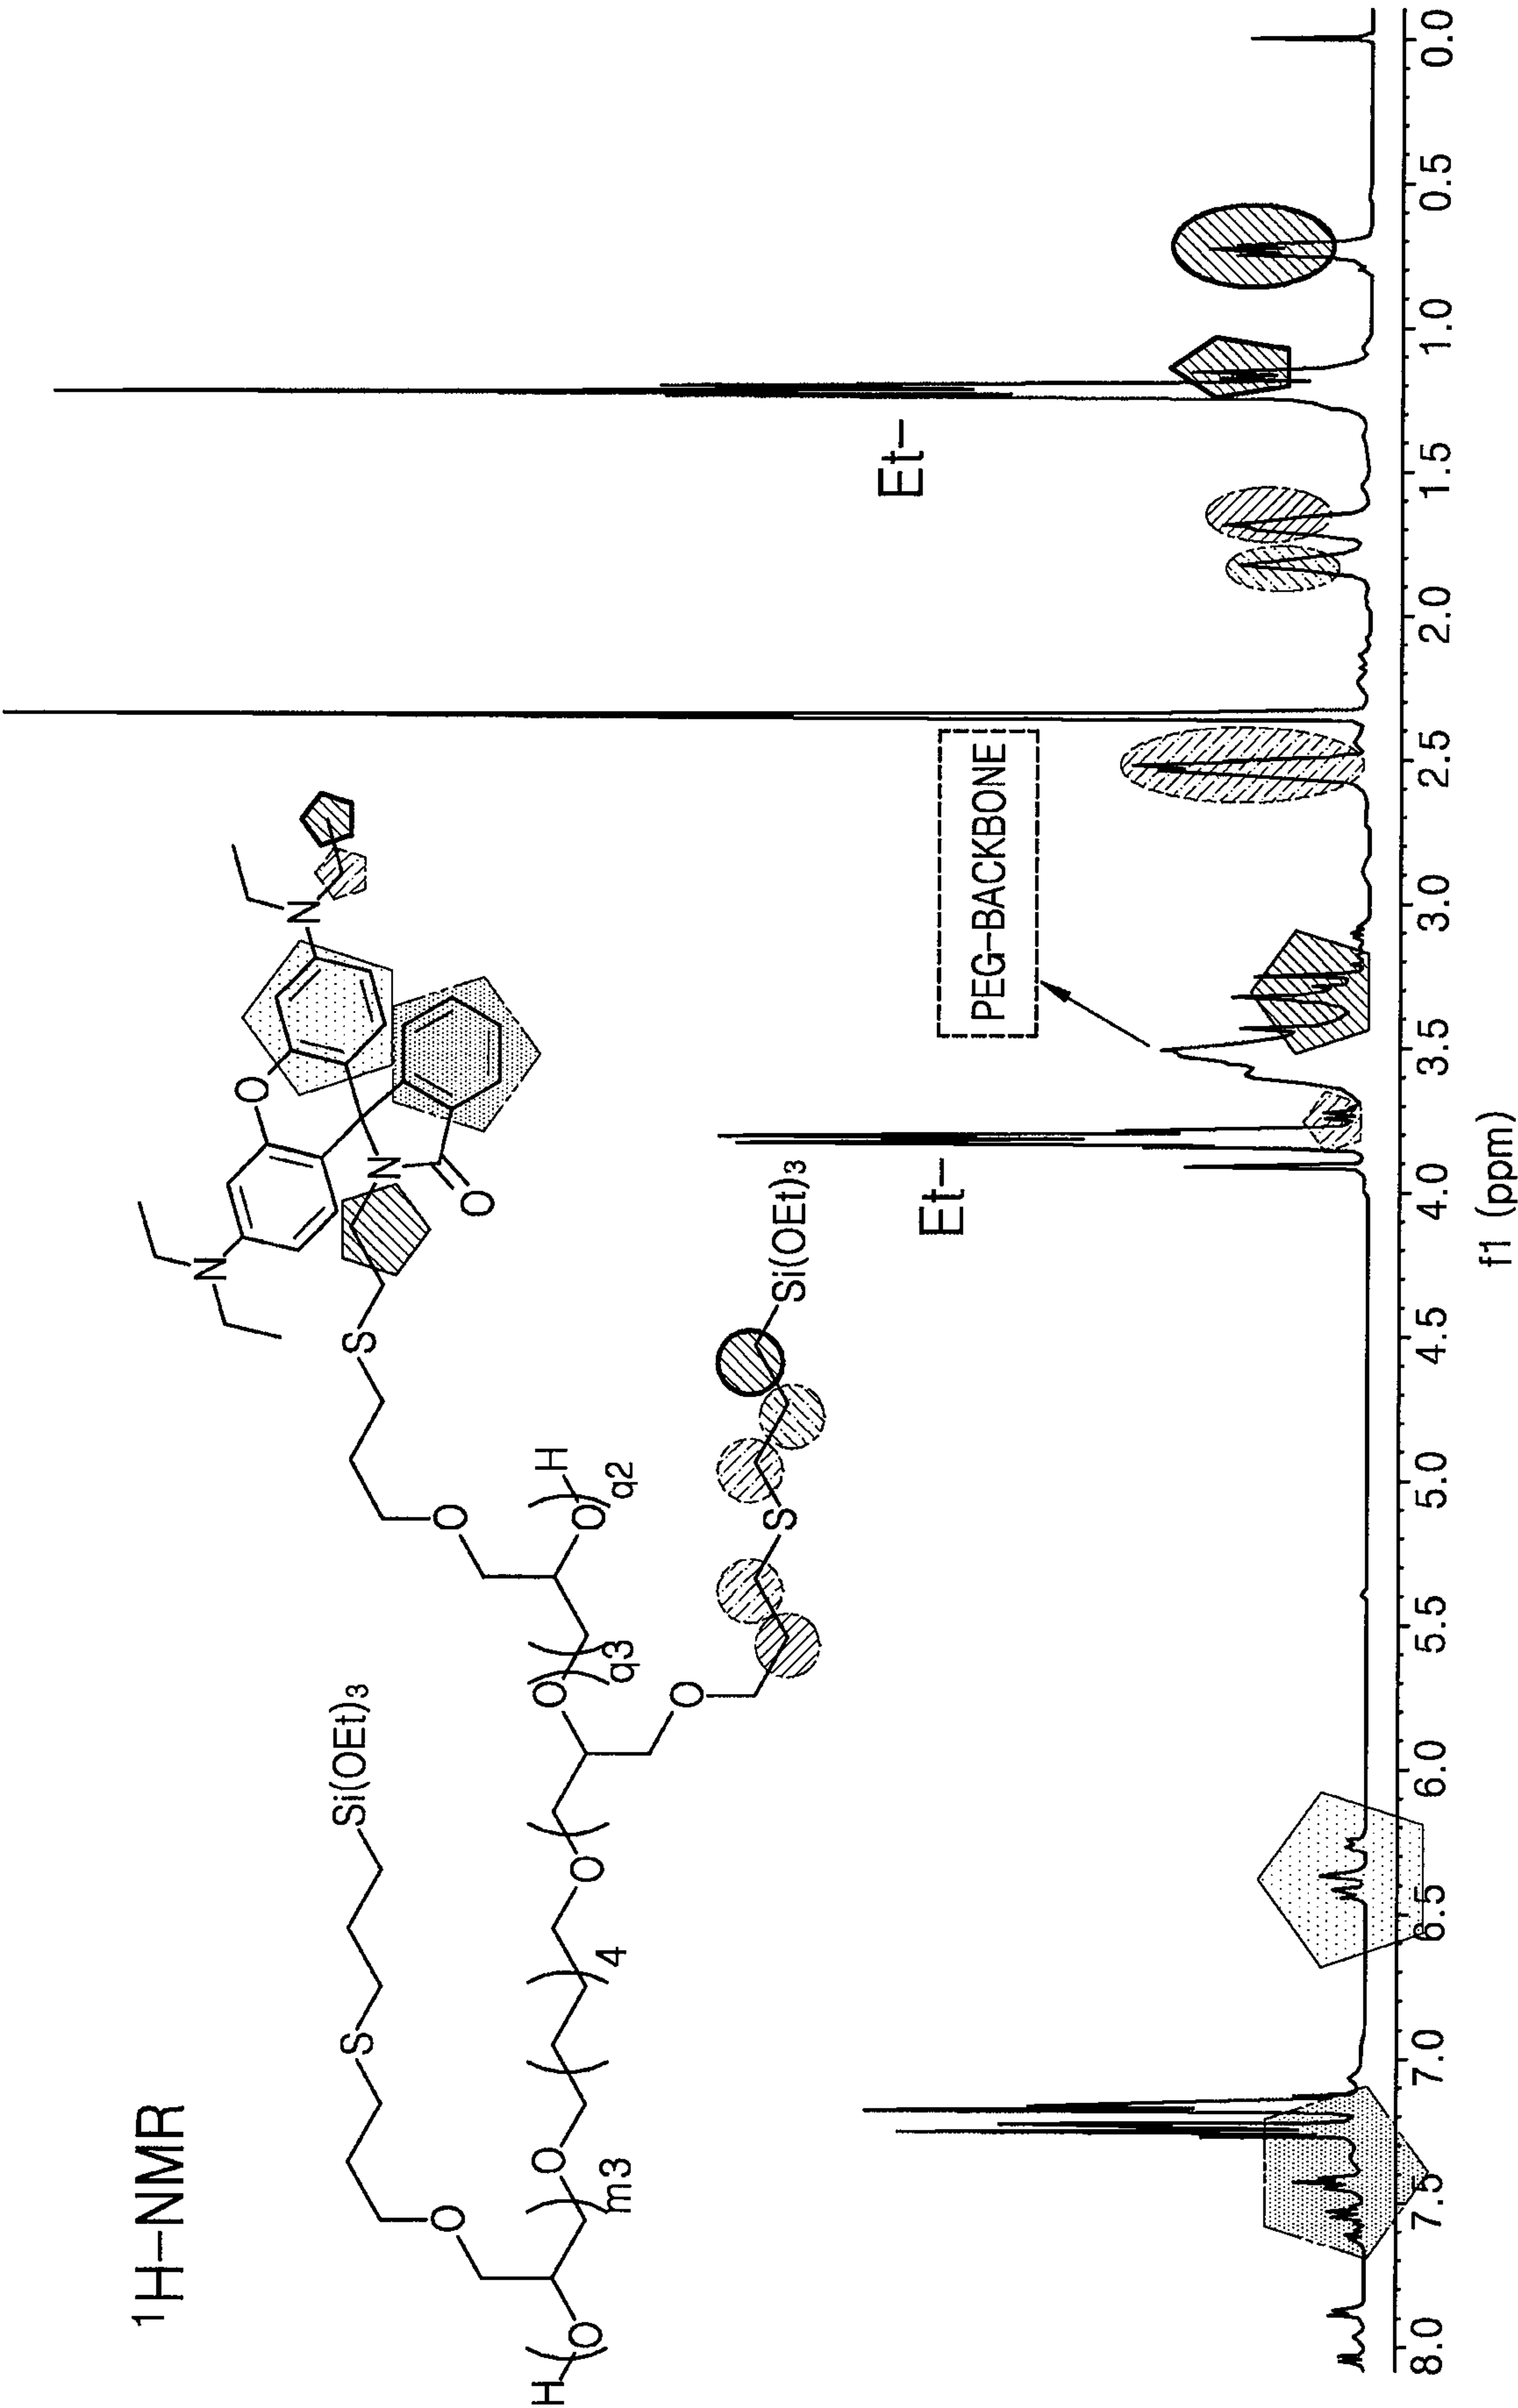 ¹H-NMR
Si(OEt)₃
S
O
H
O
m3
O
4
O
O
q3
O
q2
H
O
S
N
N
O
N
O
O
S
Si(OEt)₃
PEG-BACKBONE
Et-
Et-
8.0 7.5 7.0 6.5 6.0 5.5 5.0 4.5 4.0 3.5 3.0 2.5 2.0 1.5 1.0 0.5 0.0
f1 (ppm)